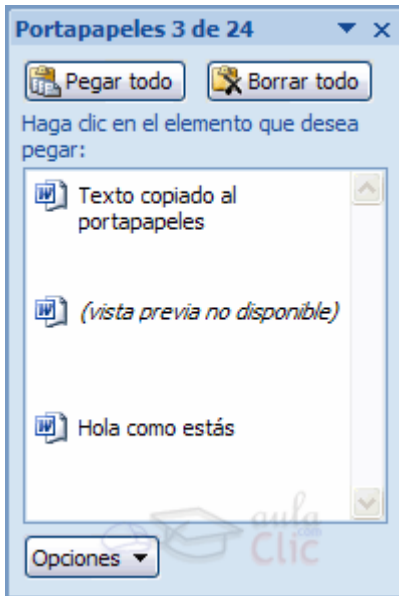 Portapapeles 3 de 24
Pegar todo
Borrar todo
Haga clic en el elemento que desea
pegar:
Texto copiado al
portapapeles
(vista previa no disponible)
Hola como estás
aula
.com
Clic
Opciones